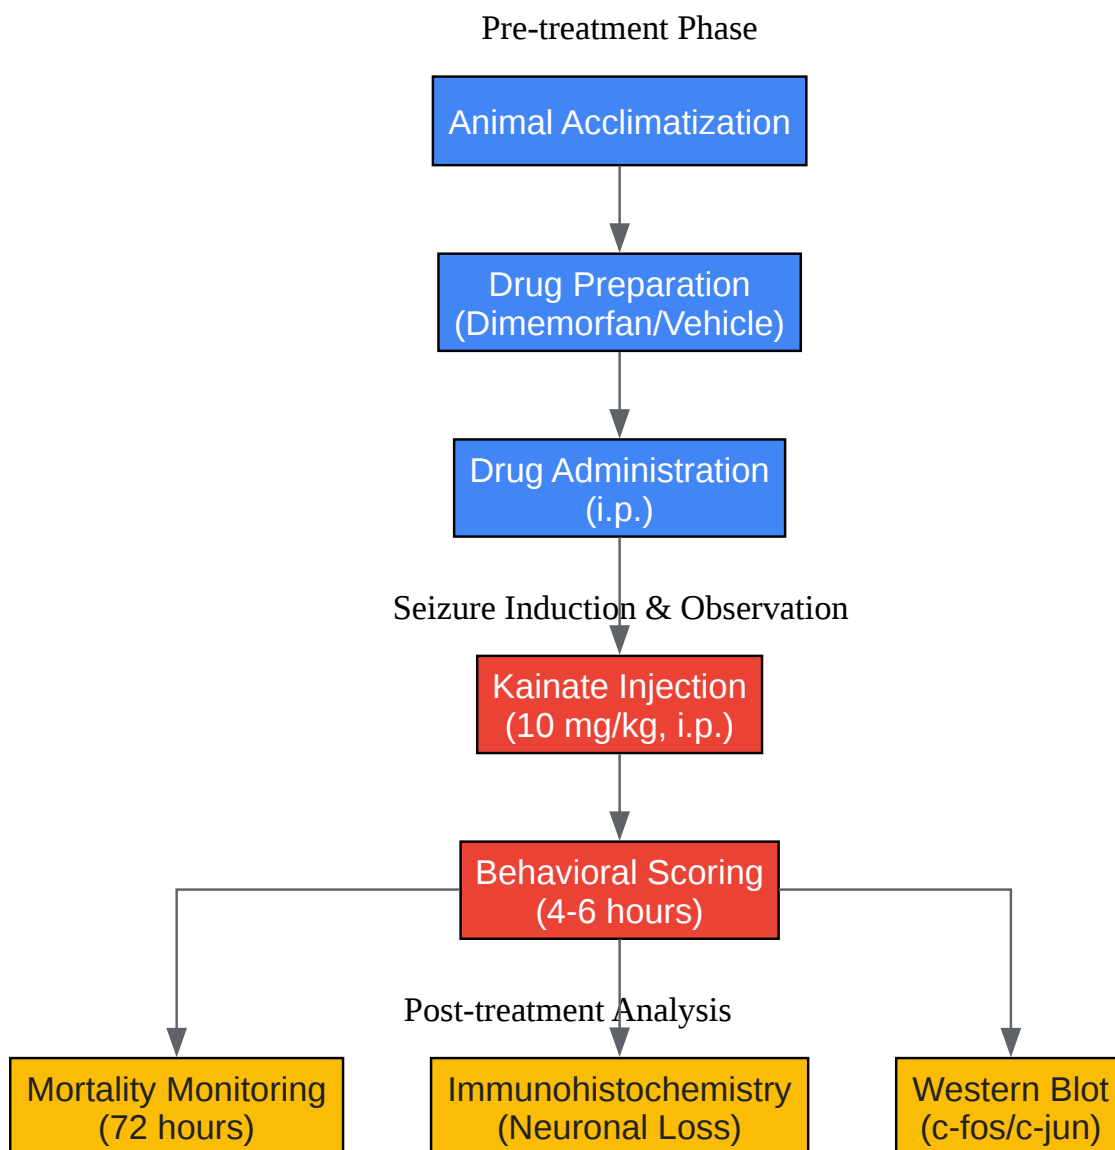 Pre-treatment Phase
Animal Acclimatization
Drug Preparation
(Dimemorfan/Vehicle)
Drug Administration
(i.p.)
Seizure Induction & Observation
Kainate Injection
(10 mg/kg, i.p.)
Behavioral Scoring
(4-6 hours)
Post-treatment Analysis
Mortality Monitoring
(72 hours)
Immunohistochemistry
(Neuronal Loss)
Western Blot
(c-fos/c-jun)